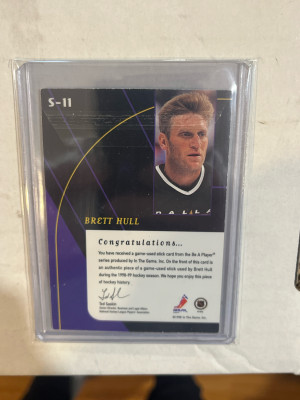 S-11
BRETT HULL
Congratulations...
You have received a game-used stick card from the Be A Player®
series produced by In The Game, Inc. On the front of this card is
an authentic piece of a game-used stick used by Brett Hull
during the 1998-99 hockey season. We hope you enjoy this piece
of hockey history.
Ted Saskin